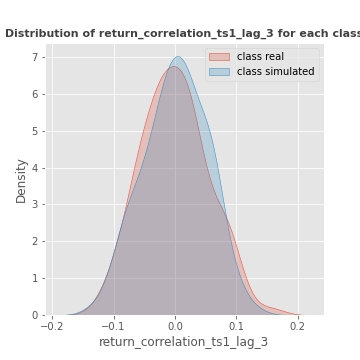 Distribution of return_correlation_ts1_lag_3 for each class
class real
class simulated
7
6
5
4
3
2
1
0
Density
−0.2 −0.1 0.0 0.1 0.2
return_correlation_ts1_lag_3